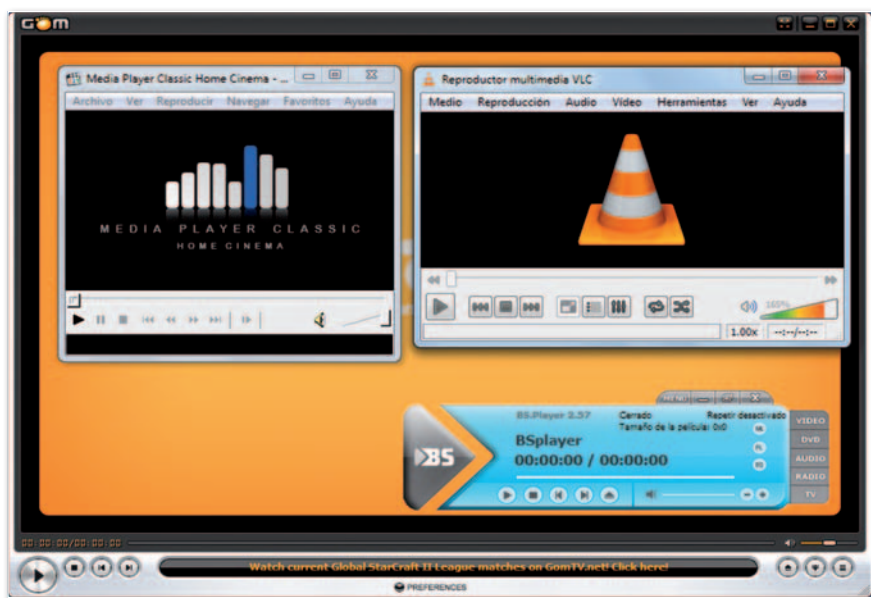 GOM
Media Player Classic Home Cinema - ...
Archivo Ver Reproducir Navegar Favoritos Ayuda
MEDIA PLAYER CLASSIC
HOME CINEMA
Reproductor multimedia VLC
Medio Reproducción Audio Vídeo Herramientas Ver Ayuda
165%
1.00x --:--/--:--
MENU
BS.Player 2.57 Cerrado Repetir desactivado
Tamaño de la película: 0x0
BSplayer
00:00:00 / 00:00:00
BS
VIDEO
DVD
AUDIO
RADIO
TV
00:00:00/00:00:00
Watch current Global StarCraft II League matches on GomTV.net! Click here!
PREFERENCES